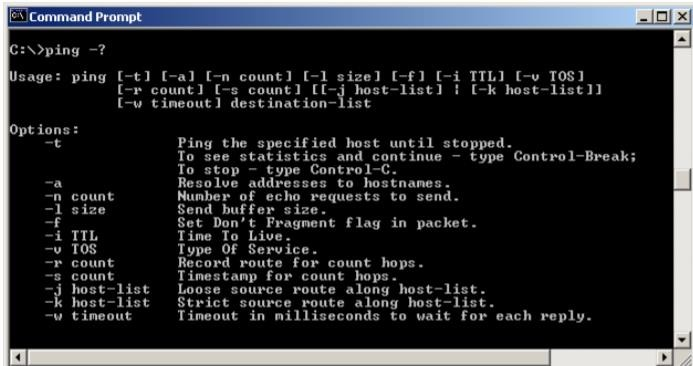 Command Prompt
C:\>ping -?
Usage: ping [-t] [-a] [-n count] [-l size] [-f] [-i TTL] [-v TOS]
            [-r count] [-s count] [[-j host-list] | [-k host-list]]
            [-w timeout] destination-list
Options:
    -t             Ping the specified host until stopped.
                   To see statistics and continue - type Control-Break;
                   To stop - type Control-C.
    -a             Resolve addresses to hostnames.
    -n count       Number of echo requests to send.
    -l size        Send buffer size.
    -f             Set Don't Fragment flag in packet.
    -i TTL         Time To Live.
    -v TOS         Type Of Service.
    -r count       Record route for count hops.
    -s count       Timestamp for count hops.
    -j host-list   Loose source route along host-list.
    -k host-list   Strict source route along host-list.
    -w timeout     Timeout in milliseconds to wait for each reply.